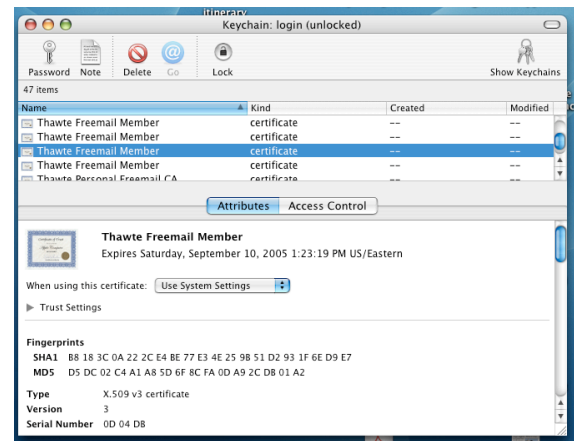 itinerary
Keychain: login (unlocked)
Password Note Delete Go Lock Show Keychains
47 items
Name Kind Created Modified
Thawte Freemail Member certificate -- --
Thawte Freemail Member certificate -- --
Thawte Freemail Member certificate -- --
Thawte Freemail Member certificate -- --
Thawte Personal Freemail CA certificate -- --
Attributes Access Control
Thawte Freemail Member
Expires Saturday, September 10, 2005 1:23:19 PM US/Eastern
When using this certificate: Use System Settings
Trust Settings
Fingerprints
SHA1 B8 18 3C 0A 22 2C E4 BE 77 E3 4E 25 9B 51 D2 93 1F 6E D9 E7
MD5 D5 DC 02 C4 A1 A8 5D 6F 8C FA 0D A9 2C DB 01 A2
Type X.509 v3 certificate
Version 3
Serial Number 0D 04 DB